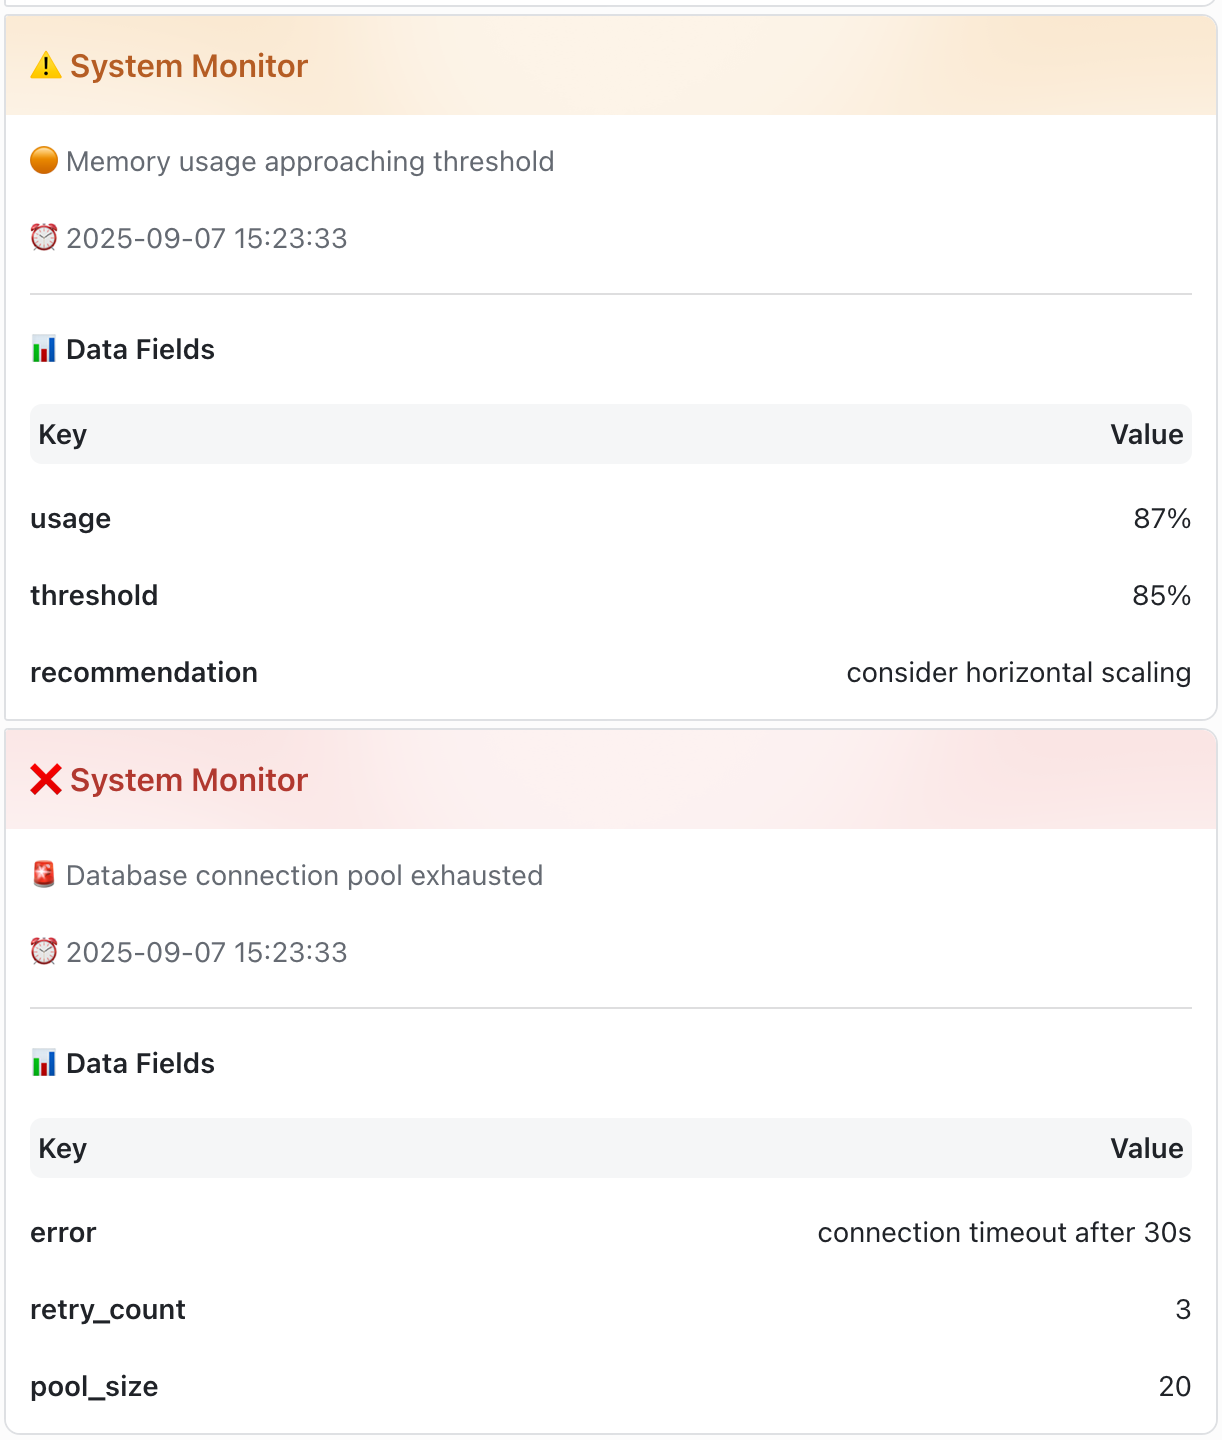 ⚠️ System Monitor
🟠 Memory usage approaching threshold
⏰ 2025-09-07 15:23:33
📊 Data Fields
Key Value
usage 87%
threshold 85%
recommendation consider horizontal scaling
❌ System Monitor
🚨 Database connection pool exhausted
⏰ 2025-09-07 15:23:33
📊 Data Fields
Key Value
error connection timeout after 30s
retry_count 3
pool_size 20